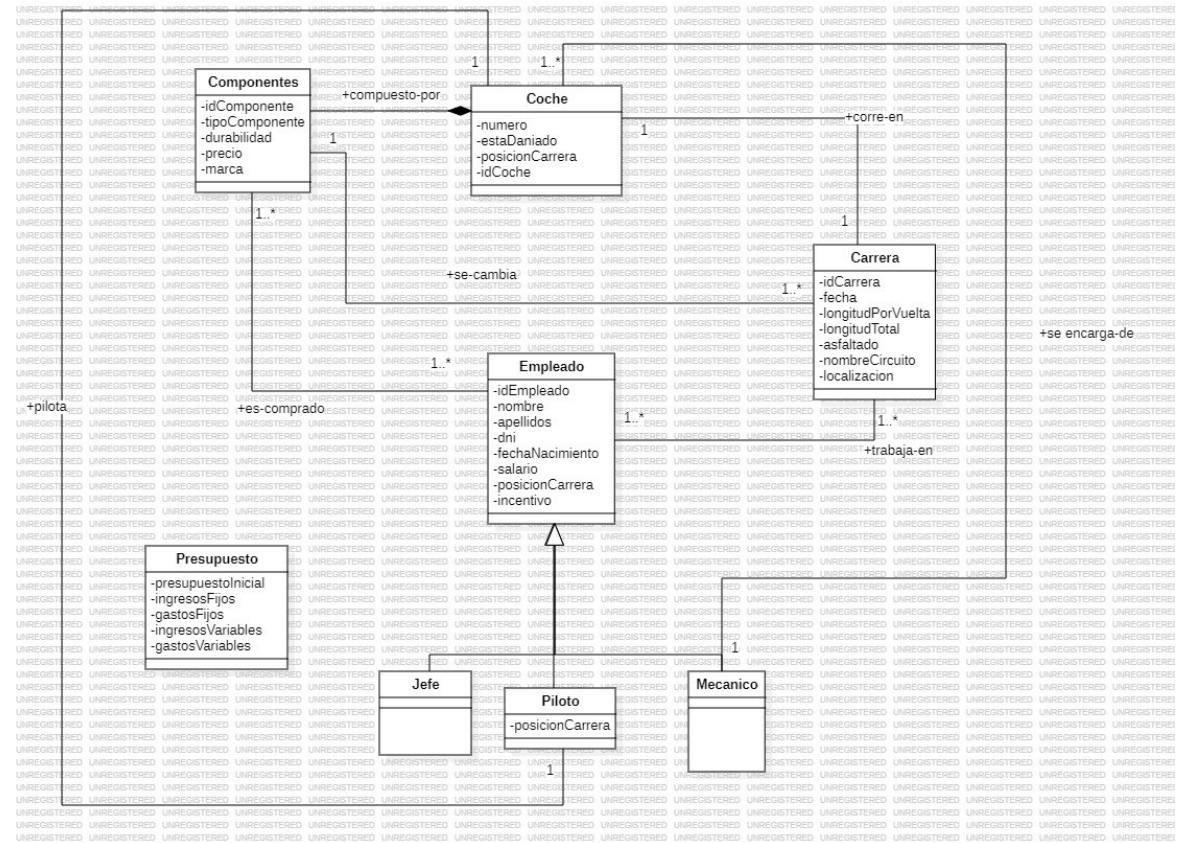 1
1..*
Componentes
-idComponente
-tipoComponente
-durabilidad
-precio
-marca
+compuesto-por
Coche
-numero
-estaDaniado
-posicionCarrera
-idCoche
1
1
+corre-en
1..*
1
Carrera
-idCarrera
-fecha
-longitudPorVuelta
-longitudTotal
-asfaltado
-nombreCircuito
-localizacion
+se-cambia
1..*
+se encarga-de
1..*
Empleado
-idEmpleado
-nombre
-apellidos
-dni
-fechaNacimiento
-salario
-posicionCarrera
-incentivo
+pilota
+es-comprado
1..*
1..*
+trabaja-en
Presupuesto
-presupuestoInicial
-ingresosFijos
-gastosFijos
-ingresosVariables
-gastosVariables
1
Jefe
Piloto
-posicionCarrera
Mecanico
1
UNREGISTERED